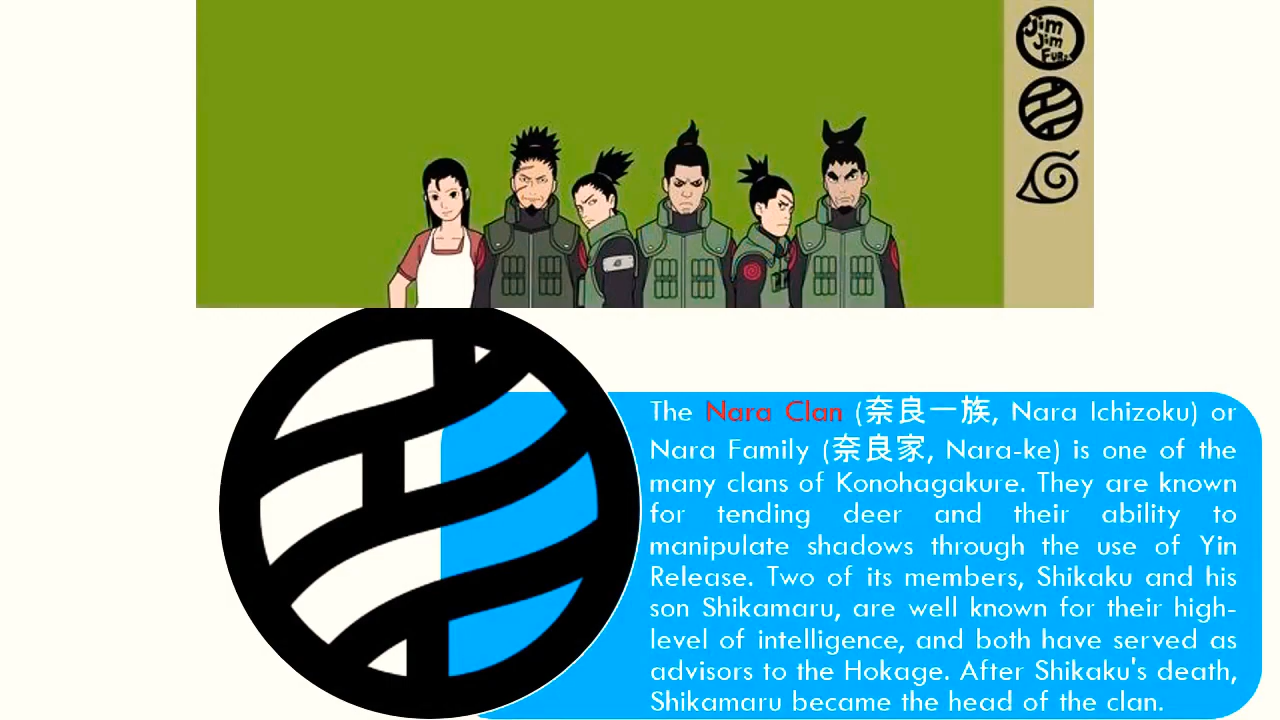 Jim
Jim
Fury
The Nara Clan (奈良一族, Nara Ichizoku) or
Nara Family (奈良家, Nara-ke) is one of the
many clans of Konohagakure. They are known
for tending deer and their ability to
manipulate shadows through the use of Yin
Release. Two of its members, Shikaku and his
son Shikamaru, are well known for their high-
level of intelligence, and both have served as
advisors to the Hokage. After Shikaku's death,
Shikamaru became the head of the clan.